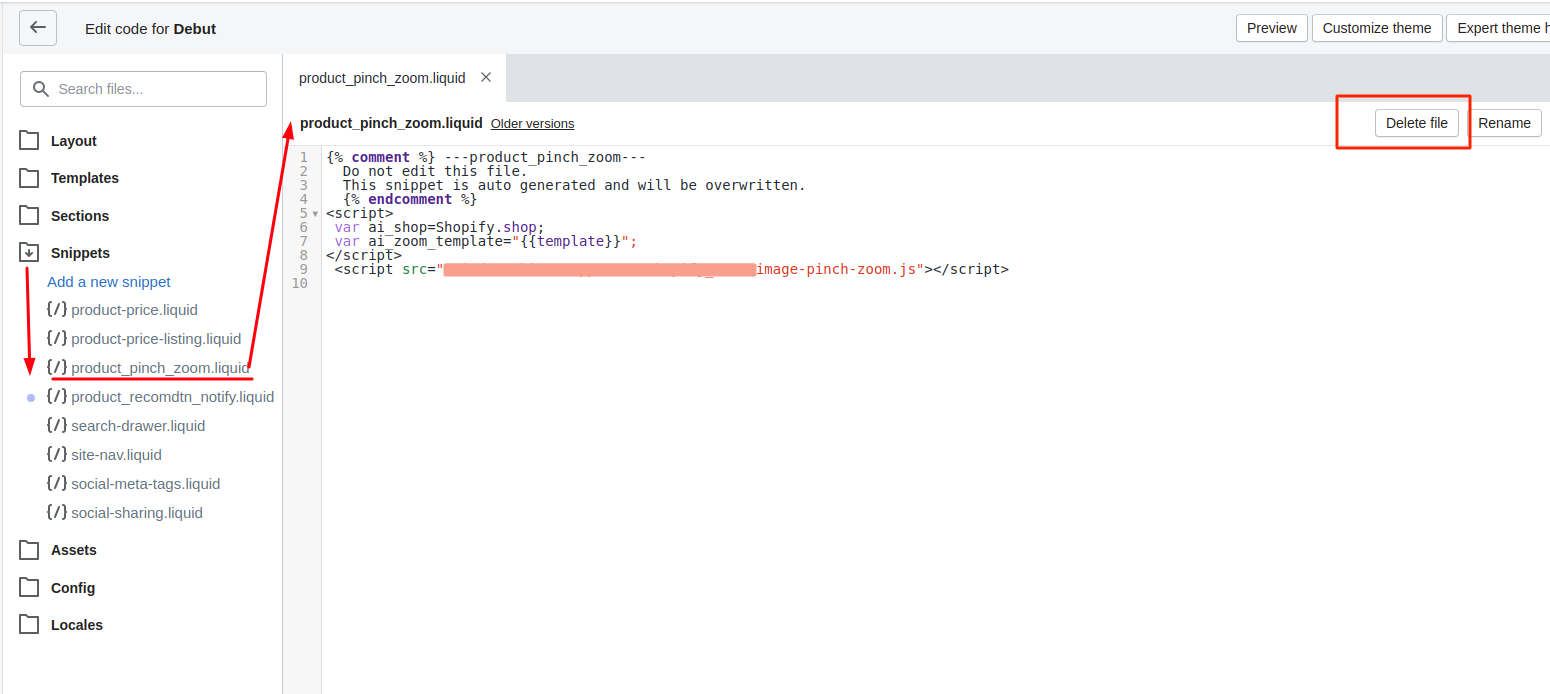 Edit code for Debut
Preview
Customize theme
Expert theme h
Search files...
Layout
Templates
Sections
Snippets
Add a new snippet
{/} product-price.liquid
{/} product-price-listing.liquid
{/} product_pinch_zoom.liquid
{/} product_recomdtn_notify.liquid
{/} search-drawer.liquid
{/} site-nav.liquid
{/} social-meta-tags.liquid
{/} social-sharing.liquid
Assets
Config
Locales
product_pinch_zoom.liquid
product_pinch_zoom.liquid Older versions
Delete file
Rename
1 {% comment %} ---product_pinch_zoom---
2 Do not edit this file.
3 This snippet is auto generated and will be overwritten.
4 {% endcomment %}
5 <script>
6 var ai_shop=Shopify.shop;
7 var ai_zoom_template="{{template}}";
8 </script>
9 <script src="image-pinch-zoom.js"></script>
10